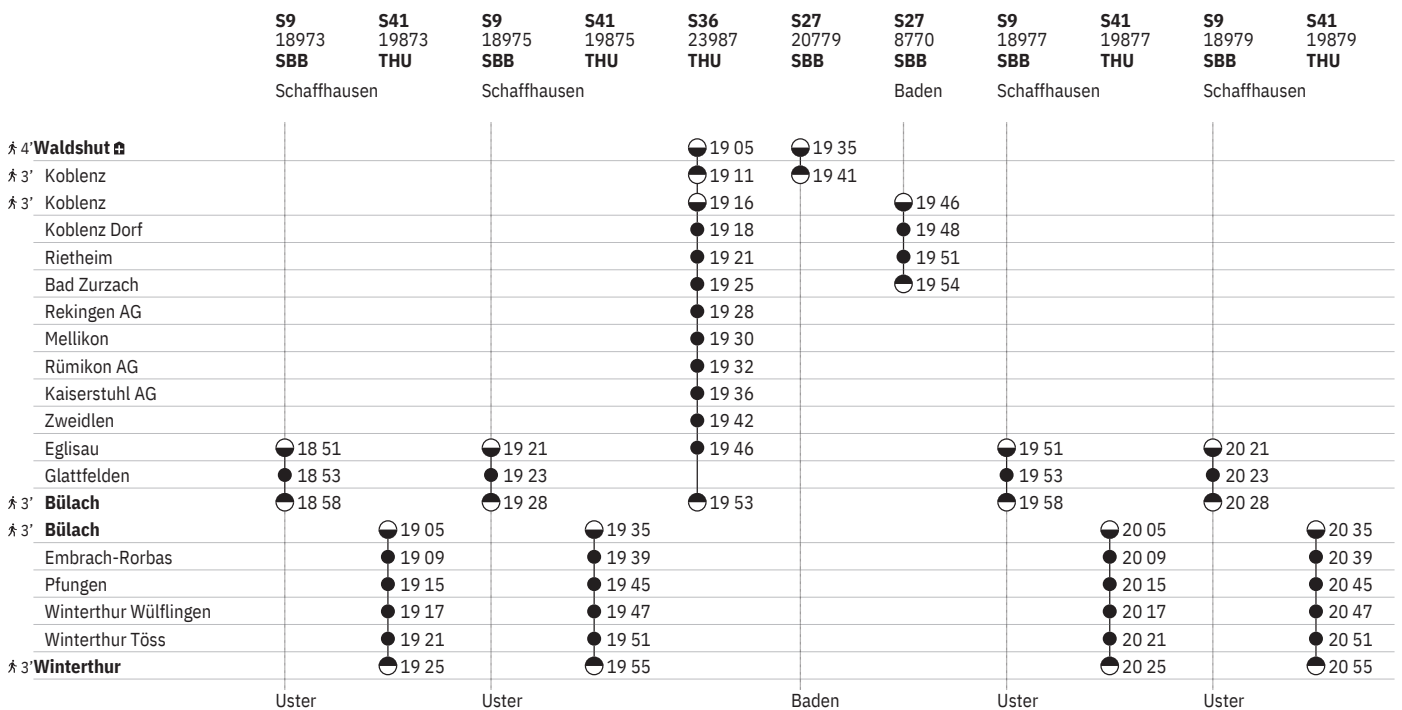 S9 S41 S9 S41 S36 S27 S27 S9 S41 S9 S41
18973 19873 18975 19875 23987 20779 8770 18977 19877 18979 19879
SBB THU SBB THU THU SBB SBB SBB THU SBB THU
Schaffhausen Schaffhausen Baden Schaffhausen Schaffhausen
4' Waldshut 19 05 19 35
3' Koblenz 19 11 19 41
3' Koblenz 19 16 19 46
Koblenz Dorf 19 18 19 48
Rietheim 19 21 19 51
Bad Zurzach 19 25 19 54
Rekingen AG 19 28
Mellikon 19 30
Rümikon AG 19 32
Kaiserstuhl AG 19 36
Zweidlen 19 42
Eglisau 18 51 19 21 19 46 19 51 20 21
Glattfelden 18 53 19 23 19 53 20 23
3' Bülach 18 58 19 28 19 53 19 58 20 28
3' Bülach 19 05 19 35 20 05 20 35
Embrach-Rorbas 19 09 19 39 20 09 20 39
Pfungen 19 15 19 45 20 15 20 45
Winterthur Wülflingen 19 17 19 47 20 17 20 47
Winterthur Töss 19 21 19 51 20 21 20 51
3' Winterthur 19 25 19 55 20 25 20 55
Uster Uster Baden Uster Uster